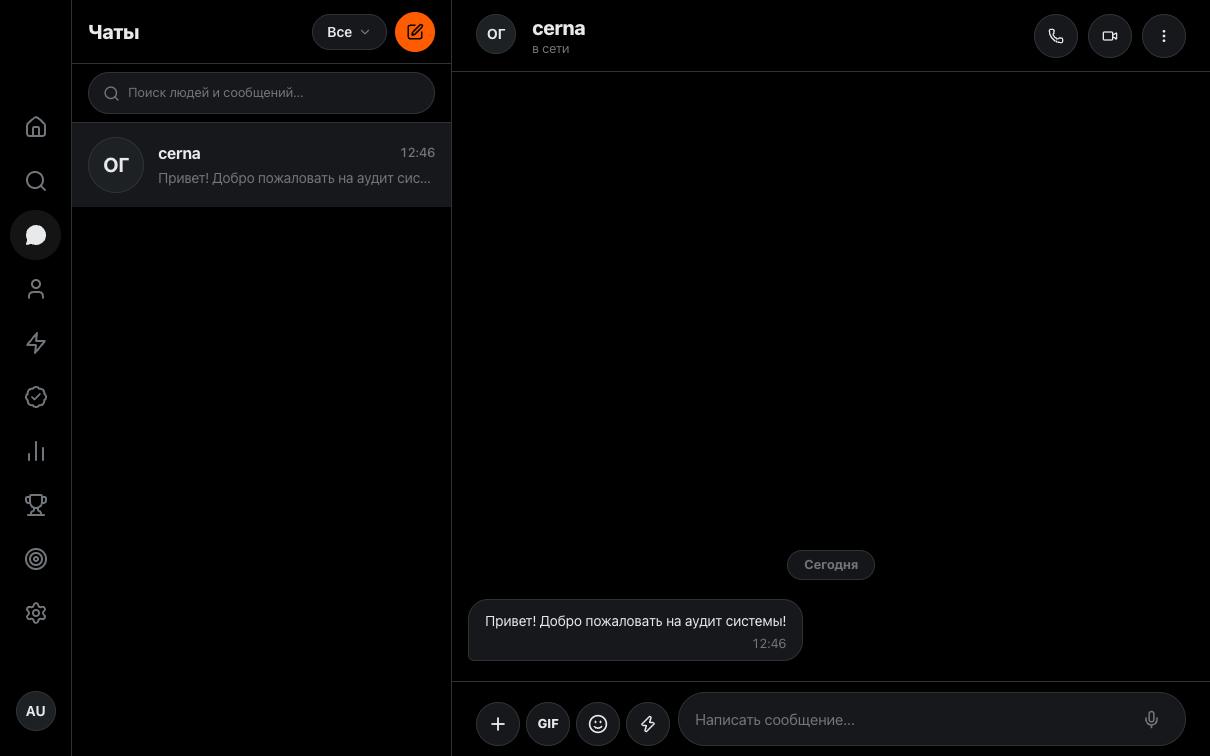 Чаты
Все
Поиск людей и сообщений...
ОГ
cerna
12:46
Привет! Добро пожаловать на аудит сис...
AU
ОГ
cerna
в сети
Сегодня
Привет! Добро пожаловать на аудит системы!
12:46
GIF
Написать сообщение...